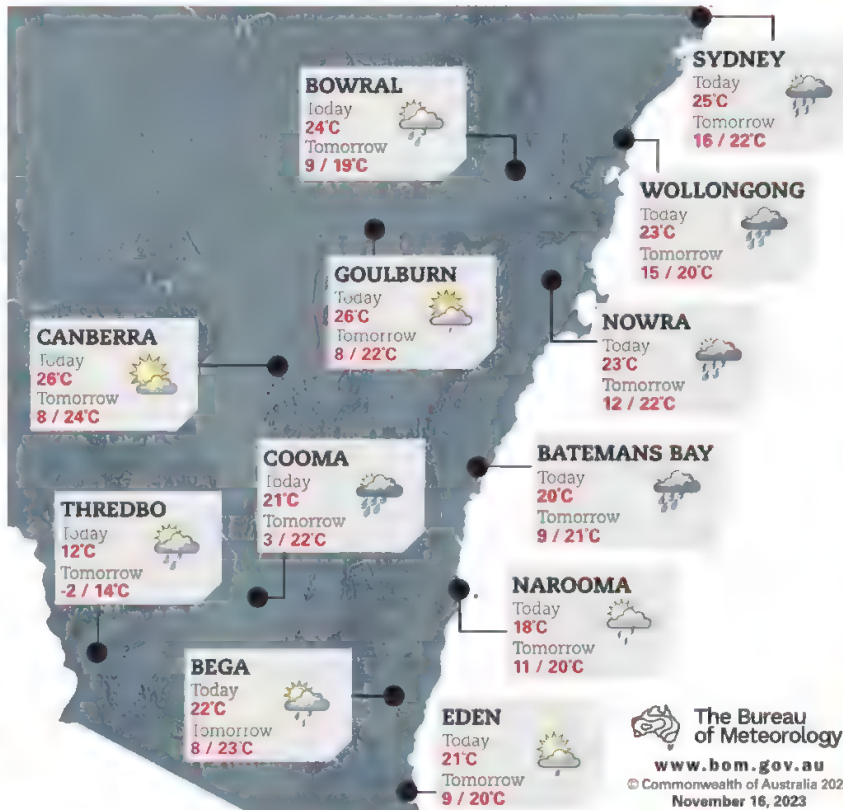 SYDNEY
Today
25°C
Tomorrow
16 / 22°C
BOWRAL
Today
24°C
Tomorrow
9 / 19°C
WOLLONGONG
Today
23°C
Tomorrow
15 / 20°C
GOULBURN
Today
26°C
Tomorrow
8 / 22°C
NOWRA
Today
23°C
Tomorrow
12 / 22°C
CANBERRA
Today
26°C
Tomorrow
8 / 24°C
COOMA
Today
21°C
Tomorrow
3 / 22°C
BATEMANS BAY
Today
20°C
Tomorrow
9 / 21°C
THREDBO
Today
12°C
Tomorrow
-2 / 14°C
NAROOMA
Today
18°C
Tomorrow
11 / 20°C
BEGA
Today
22°C
Tomorrow
8 / 23°C
EDEN
Today
21°C
Tomorrow
9 / 20°C
The Bureau
of Meteorology
www.bom.gov.au
© Commonwealth of Australia 202
November 16, 2023